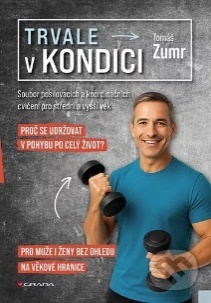 TRVALE
V KONDICI
Tomáš
Zumr
Soubor posilovacích a koordinačních
cvičení pro střední a vyšší věk
PROČ SE UDRŽOVAT
V POHYBU PO CELÝ ŽIVOT?
PRO MUŽE I ŽENY BEZ OHLEDU
NA VĚKOVÉ HRANICE
GRADA